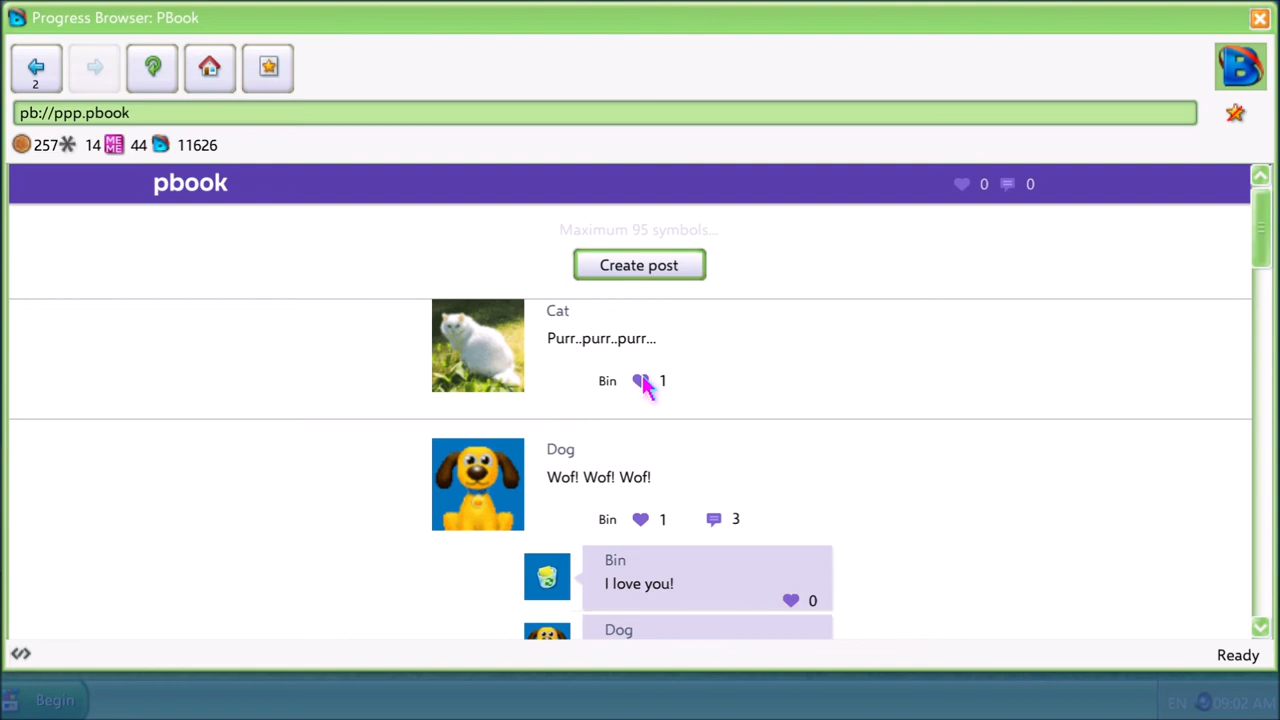 Progress Browser: PBook
2
pb://ppp.pbook
257 14 MEME 44 11626
pbook 0 0
Maximum 95 symbols...
Create post
Cat
Purr..purr..purr...
Bin 1
Dog
Wof! Wof! Wof!
Bin 1 3
Bin
I love you!
0
Dog
Ready
Begin EN 09:02 AM